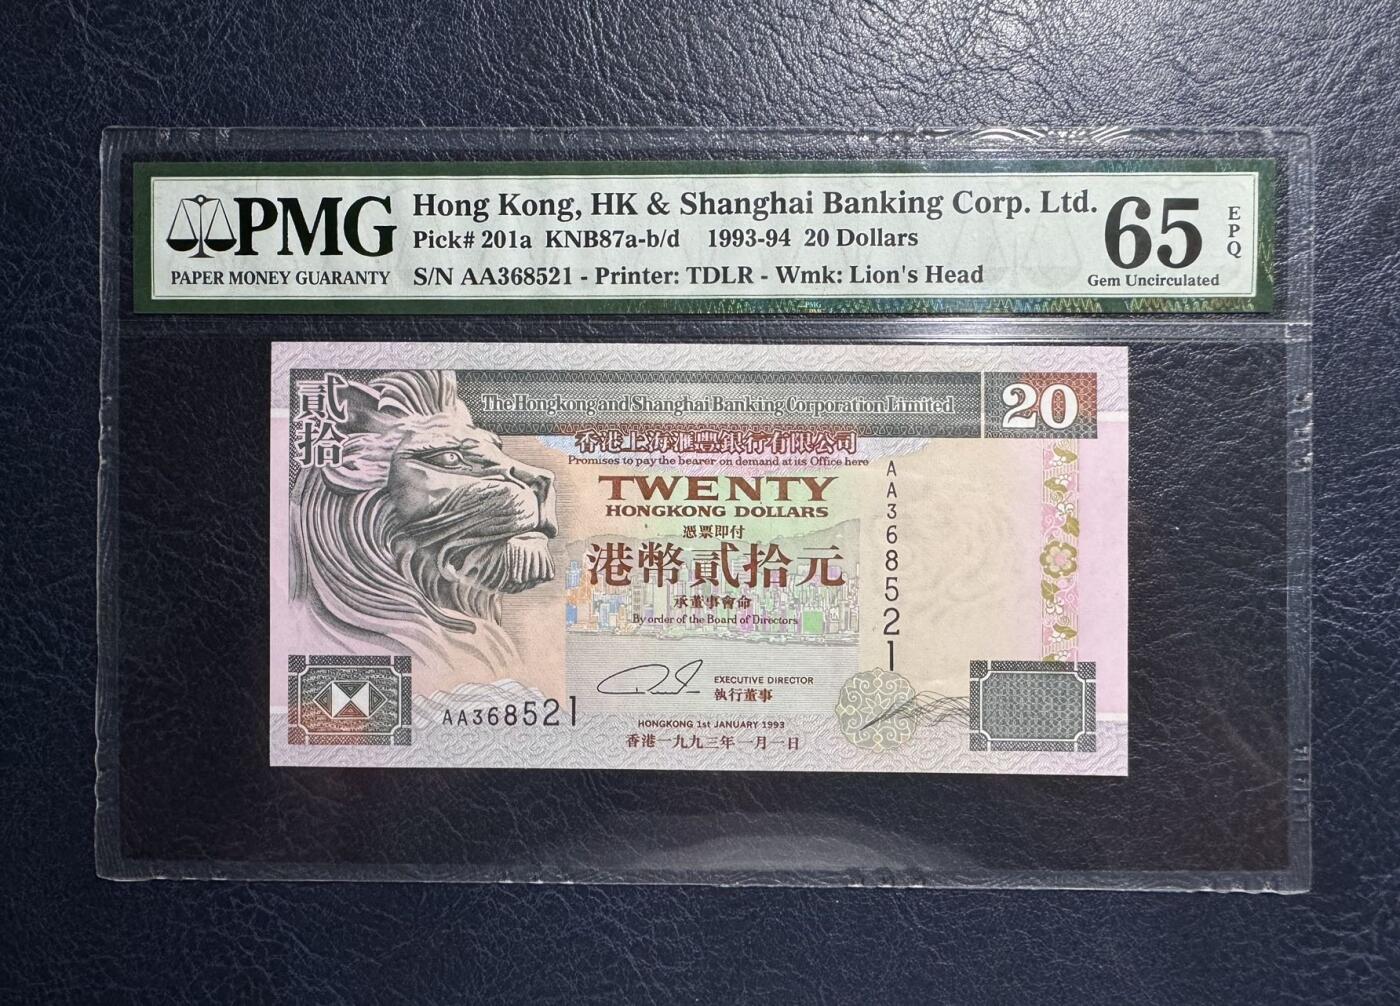 PMG
PAPER MONEY GUARANTY
Hong Kong, HK & Shanghai Banking Corp. Ltd.
Pick# 201a KNB87a-b/d 1993-94 20 Dollars
S/N AA368521 - Printer: TDLR - Wmk: Lion's Head
65
EPQ
Gem Uncirculated
貳拾
The Hongkong and Shanghai Banking Corporation Limited
20
香港上海滙豐銀行有限公司
Promises to pay the bearer on demand at its Office here
TWENTY
HONGKONG DOLLARS
憑票即付
港幣貳拾元
承董事會命
By order of the Board of Directors
AA368521
EXECUTIVE DIRECTOR
執行董事
AA368521
HONGKONG 1st JANUARY 1993
香港一九九三年一月一日